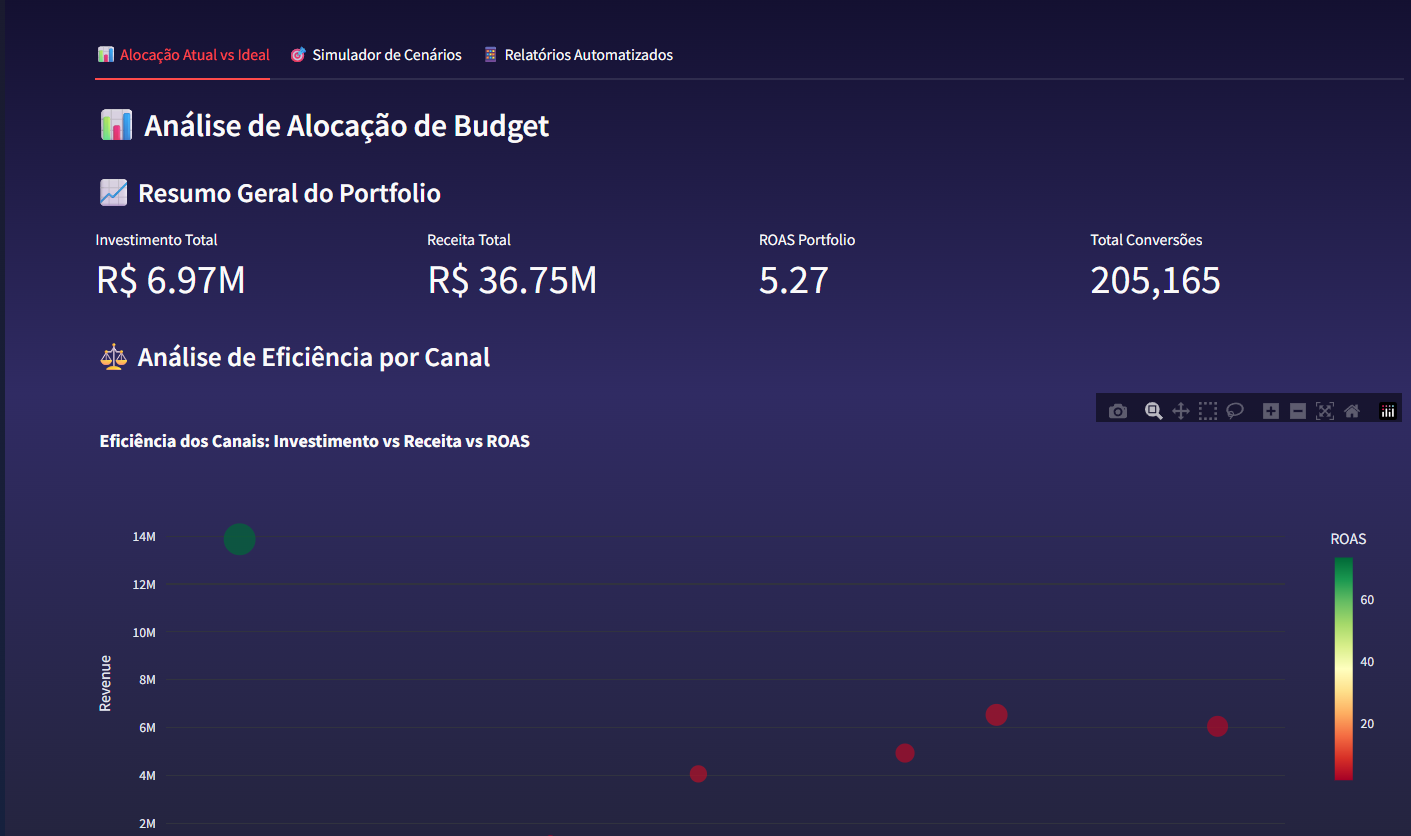 Alocação Atual vs Ideal Simulador de Cenários Relatórios Automatizados
Análise de Alocação de Budget
Resumo Geral do Portfolio
Investimento Total Receita Total ROAS Portfolio Total Conversões
R$ 6.97M R$ 36.75M 5.27 205,165
Análise de Eficiência por Canal
Eficiência dos Canais: Investimento vs Receita vs ROAS
14M
12M
10M
8M
6M
4M
2M
Revenue
ROAS
60
40
20